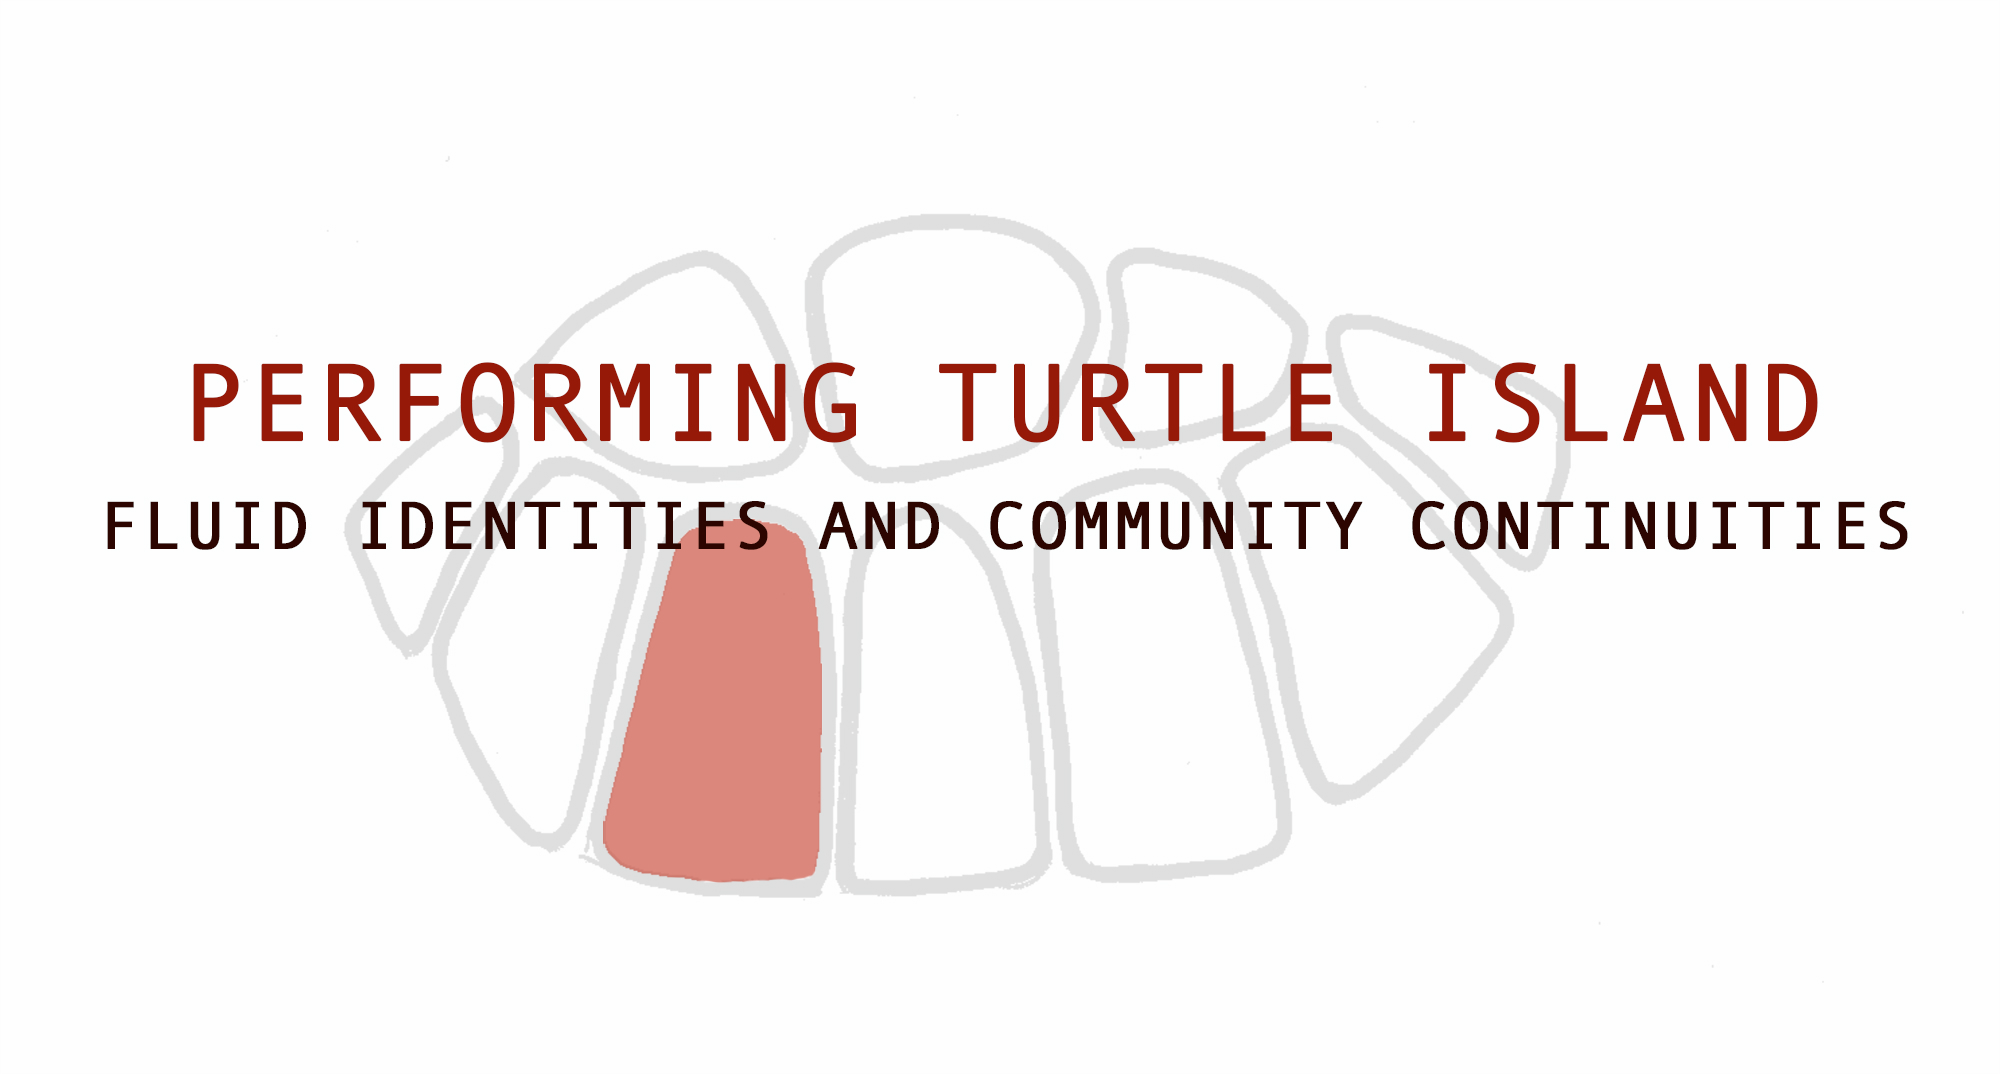 PERFORMING TURTLE ISLAND
FLUID IDENTITIES AND COMMUNITY CONTINUITIES